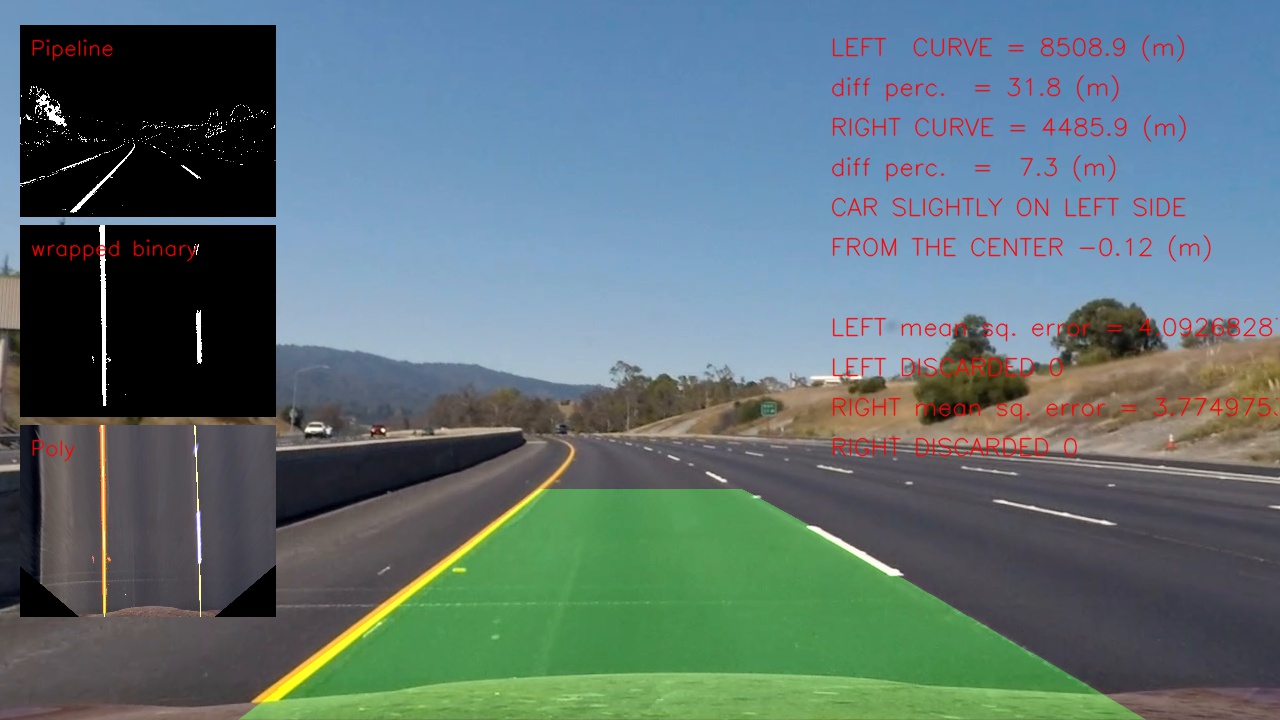 Pipeline
wrapped binary
Poly
LEFT CURVE = 8508.9 (m)
diff perc. = 31.8 (m)
RIGHT CURVE = 4485.9 (m)
diff perc. = 7.3 (m)
CAR SLIGHTLY ON LEFT SIDE
FROM THE CENTER -0.12 (m)
LEFT mean sq. error = 4.0926828
LEFT DISCARDED 0
RIGHT mean sq. error = 3.774975
RIGHT DISCARDED 0